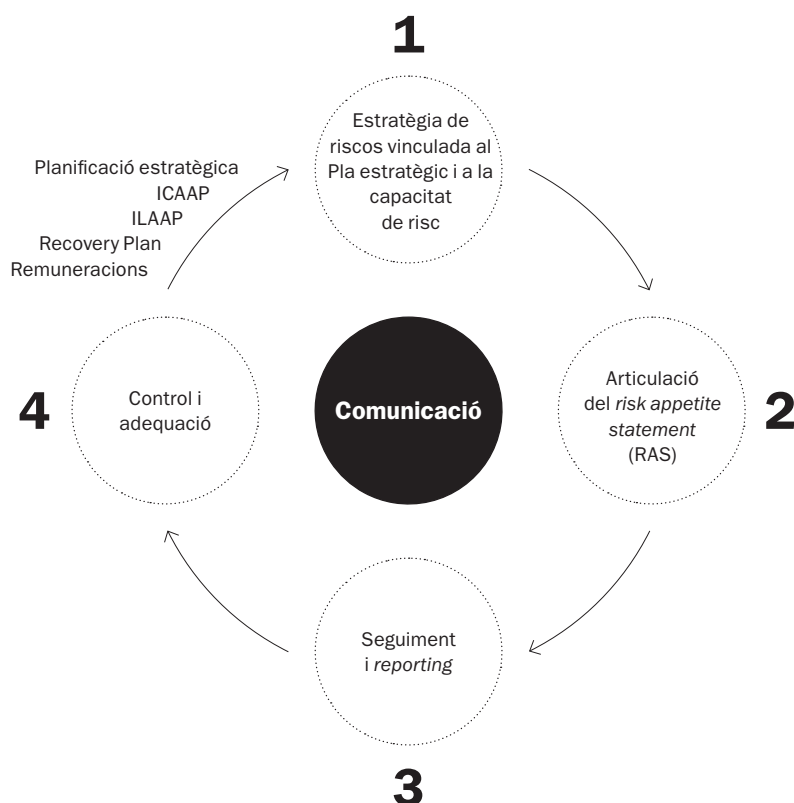 1
Estratègia de
riscos vinculada al
Pla estratègic i a la
capacitat
de risc
Planificació estratègica
ICAAP
ILAAP
Recovery Plan
Remuneracions
4
Control i
adequació
Comunicació
Articulació
del risk appetite
statement
(RAS)
2
Seguiment
i reporting
3